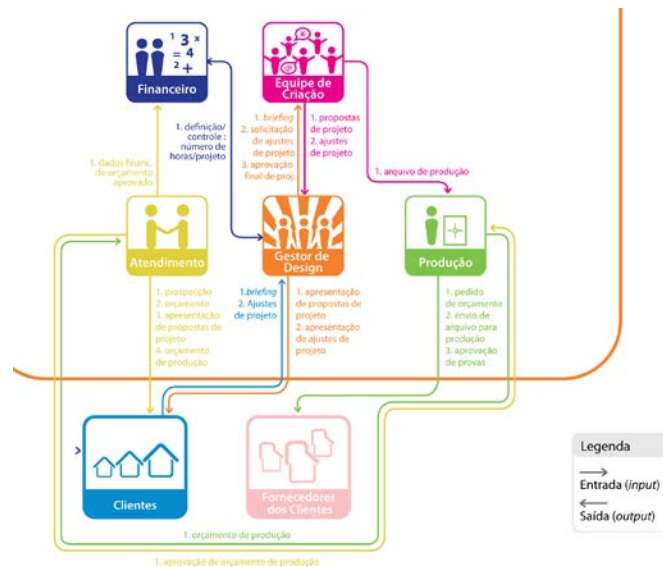 1 3 x
= 4
2 +
Financeiro
Equipe de
Criação
1. definição/
controle :
número de
horas/projeto
1. briefing
2. solicitação
de ajustes
de projeto
3. aprovação
final de proj.
1. propostas
de projeto
2. ajustes
de projeto
1. dados financ.
de orçamento
aprovado
1. arquivo de produção
Atendimento
Gestor de
Design
Produção
1. prospecção
2. orçamento
3. apresentação
de propostas de
projeto
4. orçamento
de produção
1.briefing
2. Ajustes
de projeto
1. apresentação
de propostas de
projeto
2. apresentação
de ajustes de
projeto
1. pedido
de orçamento
2. envio de
arquivo para
produção
3. aprovação
de provas
Clientes
Fornecedores
dos Clientes
Legenda
Entrada (input)
Saída (output)
1. orçamento de produção
1. aprovação de orçamento de produção